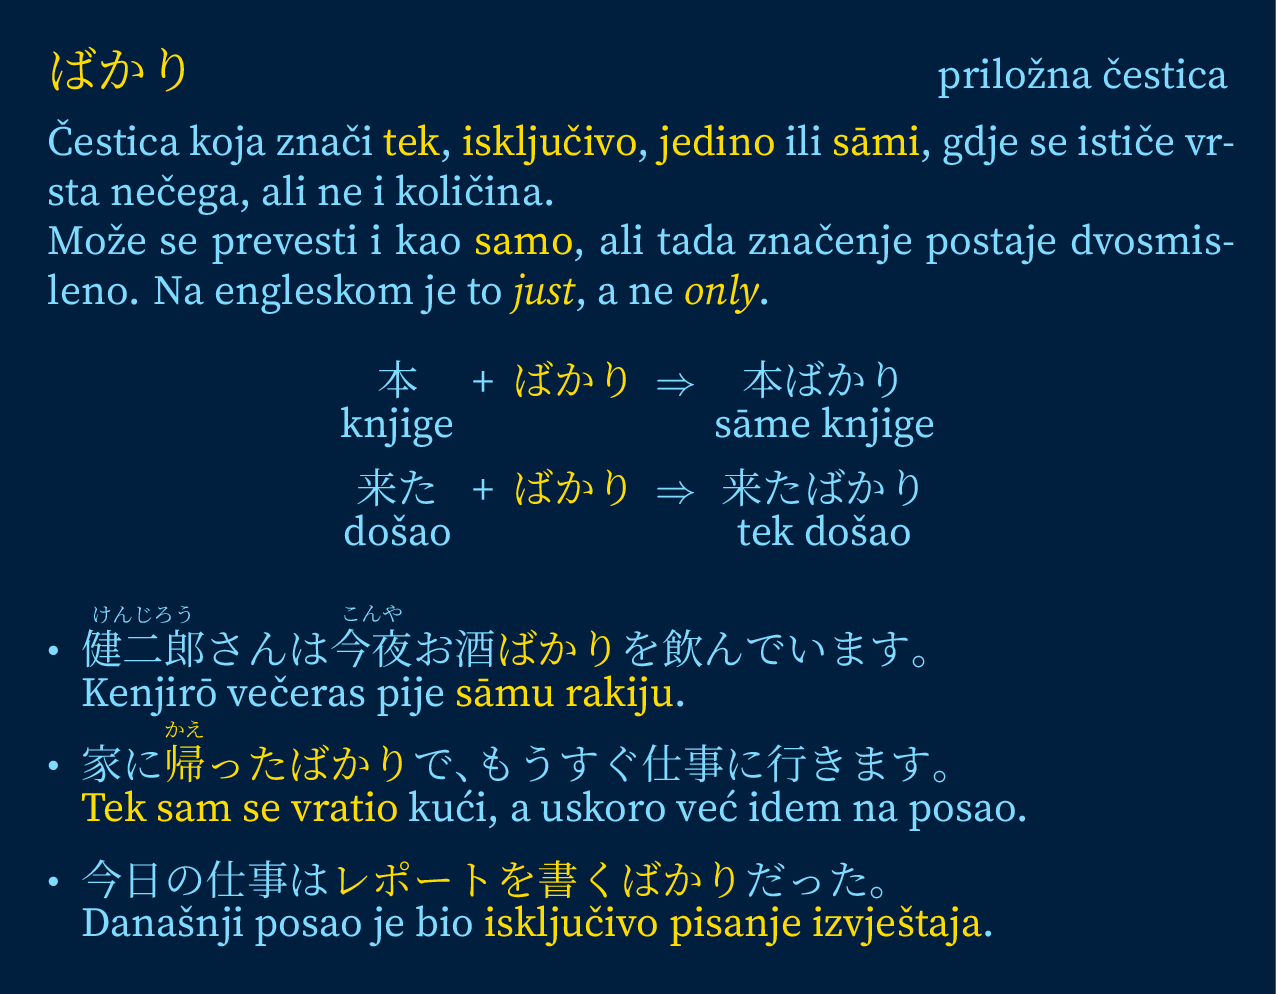 ばかり priložna čestica
Čestica koja znači tek, isključivo, jedino ili sāmi, gdje se ističe vr-
sta nečega, ali ne i količina.
Može se prevesti i kao samo, ali tada značenje postaje dvosmis-
leno. Na engleskom je to just, a ne only.
本 + ばかり ⇒ 本ばかり
knjige sāme knjige
来た + ばかり ⇒ 来たばかり
došao tek došao
けんじろう こんや
• 健二郎さんは今夜お酒ばかりを飲んでいます。
Kenjirō večeras pije sāmu rakiju.
かえ
• 家に帰ったばかりで、もうすぐ仕事に行きます。
Tek sam se vratio kući, a uskoro već idem na posao.
• 今日の仕事はレポートを書くばかりだった。
Današnji posao je bio isključivo pisanje izvještaja.